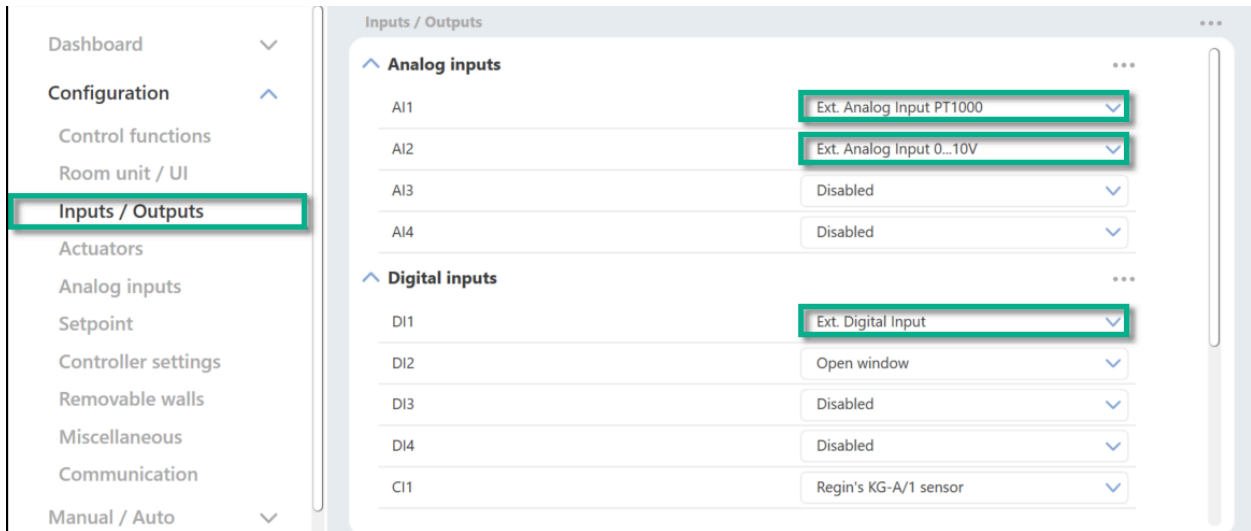 Dashboard
Configuration
Control functions
Room unit / UI
Inputs / Outputs
Actuators
Analog inputs
Setpoint
Controller settings
Removable walls
Miscellaneous
Communication
Manual / Auto
Inputs / Outputs
Analog inputs
AI1 Ext. Analog Input PT1000
AI2 Ext. Analog Input 0...10V
AI3 Disabled
AI4 Disabled
Digital inputs
DI1 Ext. Digital Input
DI2 Open window
DI3 Disabled
DI4 Disabled
CI1 Regin's KG-A/1 sensor